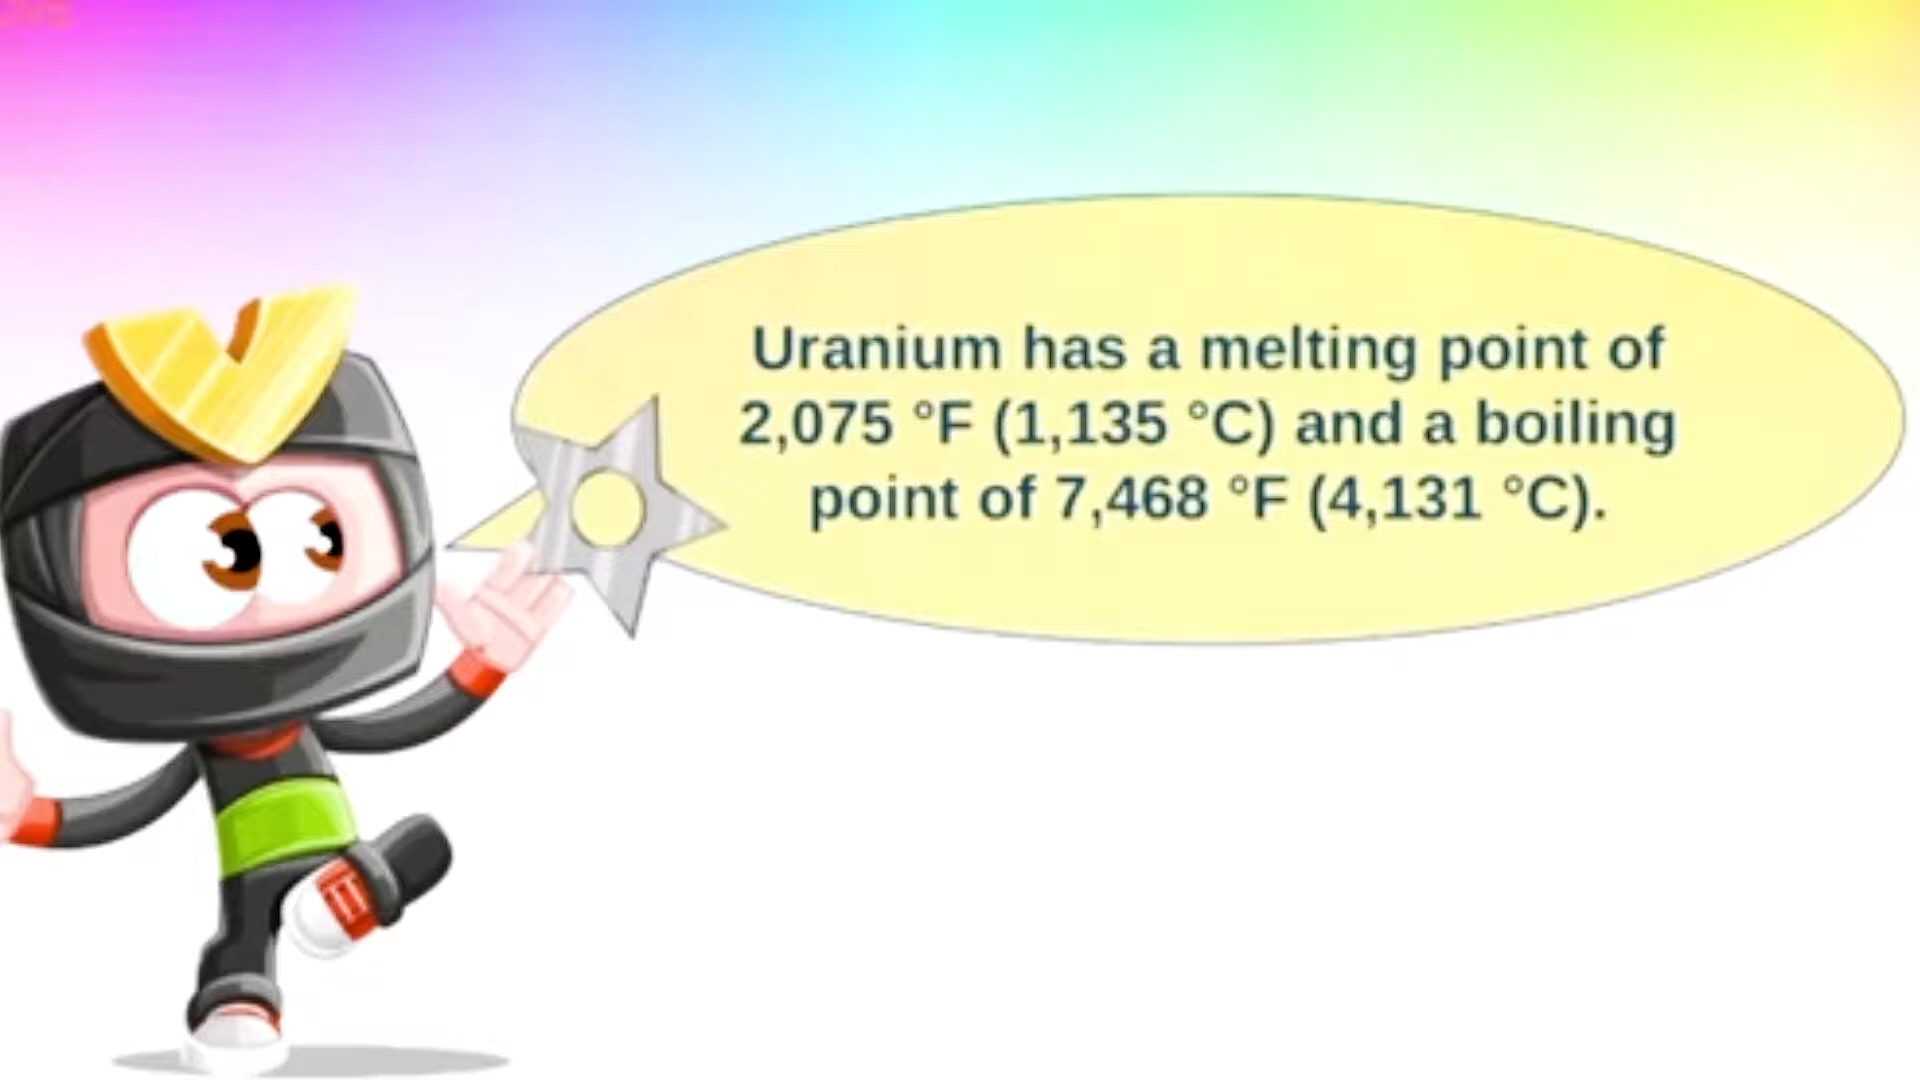 Uranium has a melting point of
2,075 °F (1,135 °C) and a boiling
point of 7,468 °F (4,131 °C).